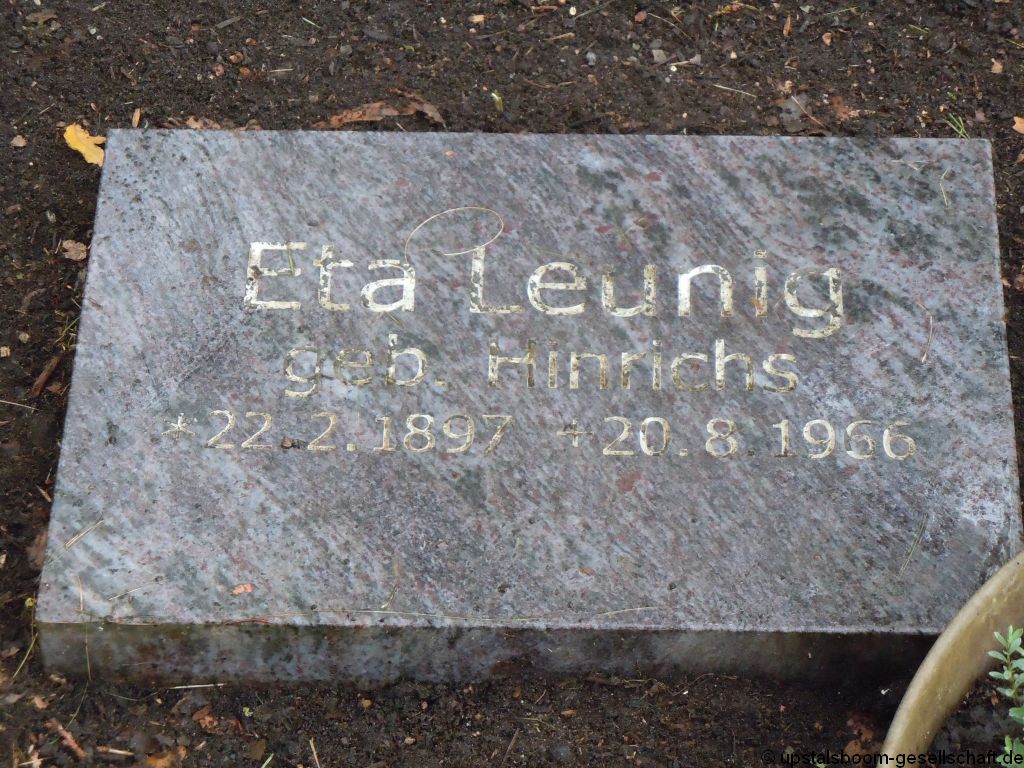 Eta Leunig
geb. Hinrichs
*22.2.1897 +20.8.1966
© upstalsboom-gesellschaft.de